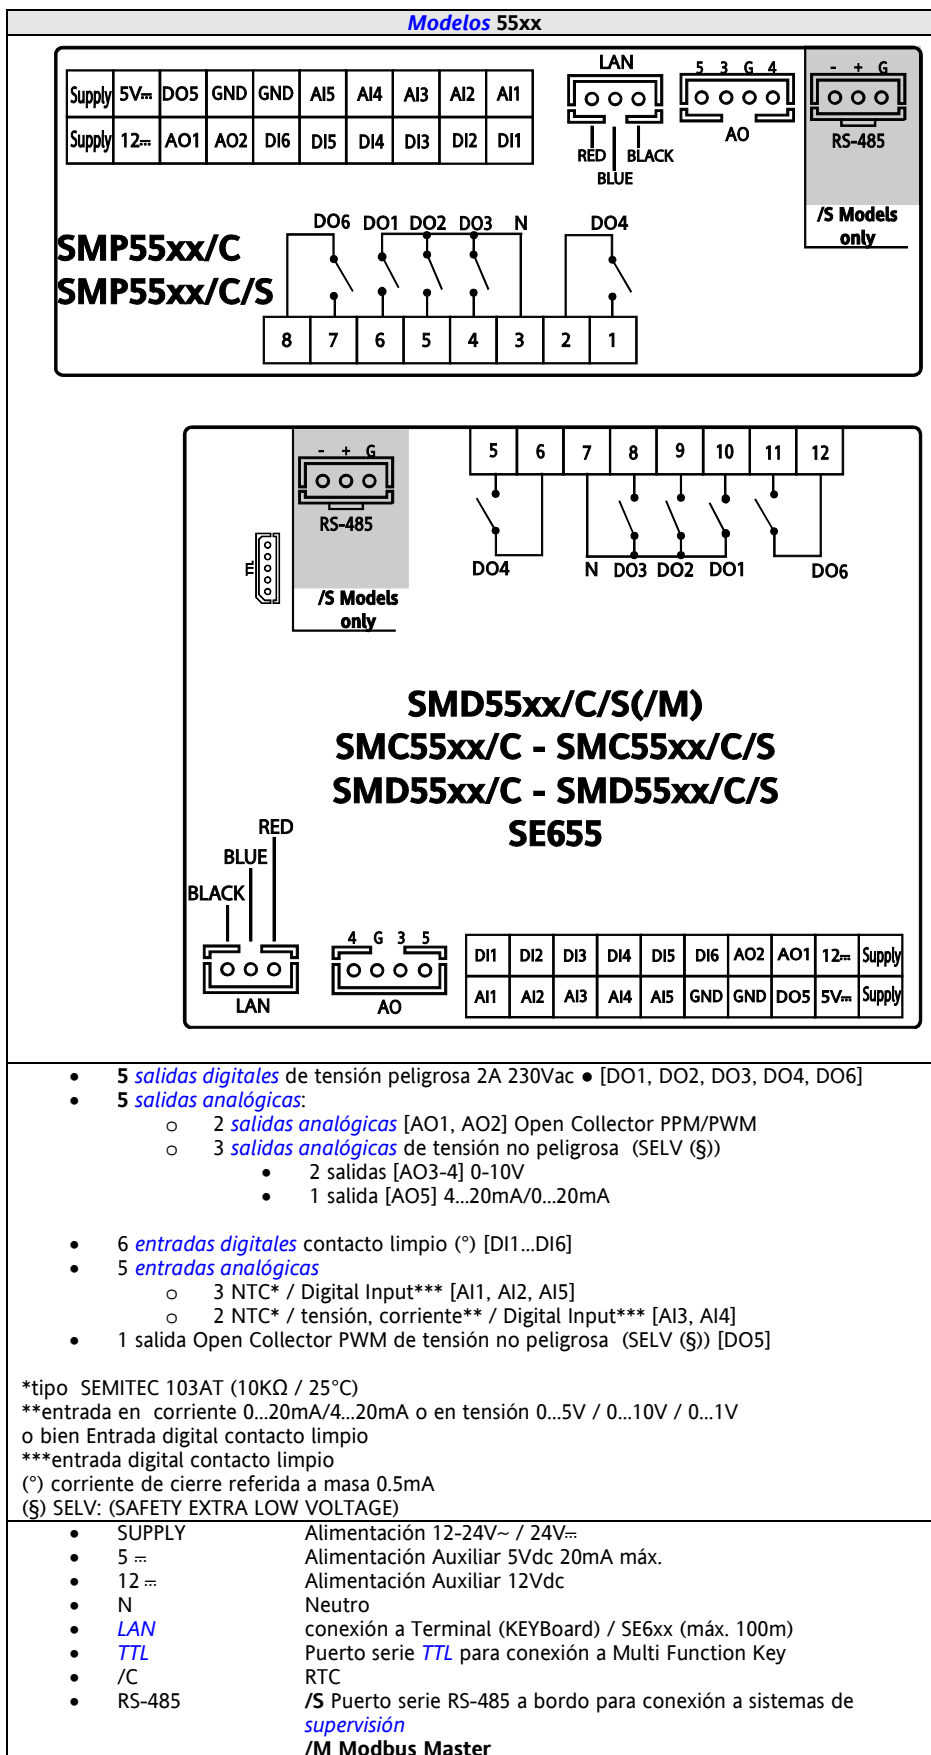 Modelos 55xx
LAN
5 3 G 4
- + G
Supply 5V⎓ DO5 GND GND AI5 AI4 AI3 AI2 AI1
Supply 12⎓ AO1 AO2 DI6 DI5 DI4 DI3 DI2 DI1
AO
RS-485
RED BLACK
BLUE
/S Models
only
DO6 DO1 DO2 DO3 N DO4
SMP55xx/C
SMP55xx/C/S
8 7 6 5 4 3 2 1
- + G
RS-485
TTL
/S Models
only
5 6 7 8 9 10 11 12
DO4 N DO3 DO2 DO1 DO6
SMD55xx/C/S(/M)
SMC55xx/C - SMC55xx/C/S
SMD55xx/C - SMD55xx/C/S
SE655
RED
BLUE
BLACK
LAN
4 G 3 5
AO
DI1 DI2 DI3 DI4 DI5 DI6 AO2 AO1 12⎓ Supply
AI1 AI2 AI3 AI4 AI5 GND GND DO5 5V⎓ Supply
• 5 salidas digitales de tensión peligrosa 2A 230Vac ● [DO1, DO2, DO3, DO4, DO6]
• 5 salidas analógicas:
o 2 salidas analógicas [AO1, AO2] Open Collector PPM/PWM
o 3 salidas analógicas de tensión no peligrosa (SELV (§))
• 2 salidas [AO3-4] 0-10V
• 1 salida [AO5] 4...20mA/0...20mA
• 6 entradas digitales contacto limpio (°) [DI1...DI6]
• 5 entradas analógicas
o 3 NTC* / Digital Input*** [AI1, AI2, AI5]
o 2 NTC* / tensión, corriente** / Digital Input*** [AI3, AI4]
• 1 salida Open Collector PWM de tensión no peligrosa (SELV (§)) [DO5]
*tipo SEMITEC 103AT (10KΩ / 25°C)
**entrada en corriente 0...20mA/4...20mA o en tensión 0...5V / 0...10V / 0...1V
o bien Entrada digital contacto limpio
***entrada digital contacto limpio
(°) corriente de cierre referida a masa 0.5mA
(§) SELV: (SAFETY EXTRA LOW VOLTAGE)
• SUPPLY Alimentación 12-24V~ / 24V⎓
• 5 ⎓ Alimentación Auxiliar 5Vdc 20mA máx.
• 12 ⎓ Alimentación Auxiliar 12Vdc
• N Neutro
• LAN conexión a Terminal (KEYBoard) / SE6xx (máx. 100m)
• TTL Puerto serie TTL para conexión a Multi Function Key
• /C RTC
• RS-485 /S Puerto serie RS-485 a bordo para conexión a sistemas de
supervisión
/M Modbus Master